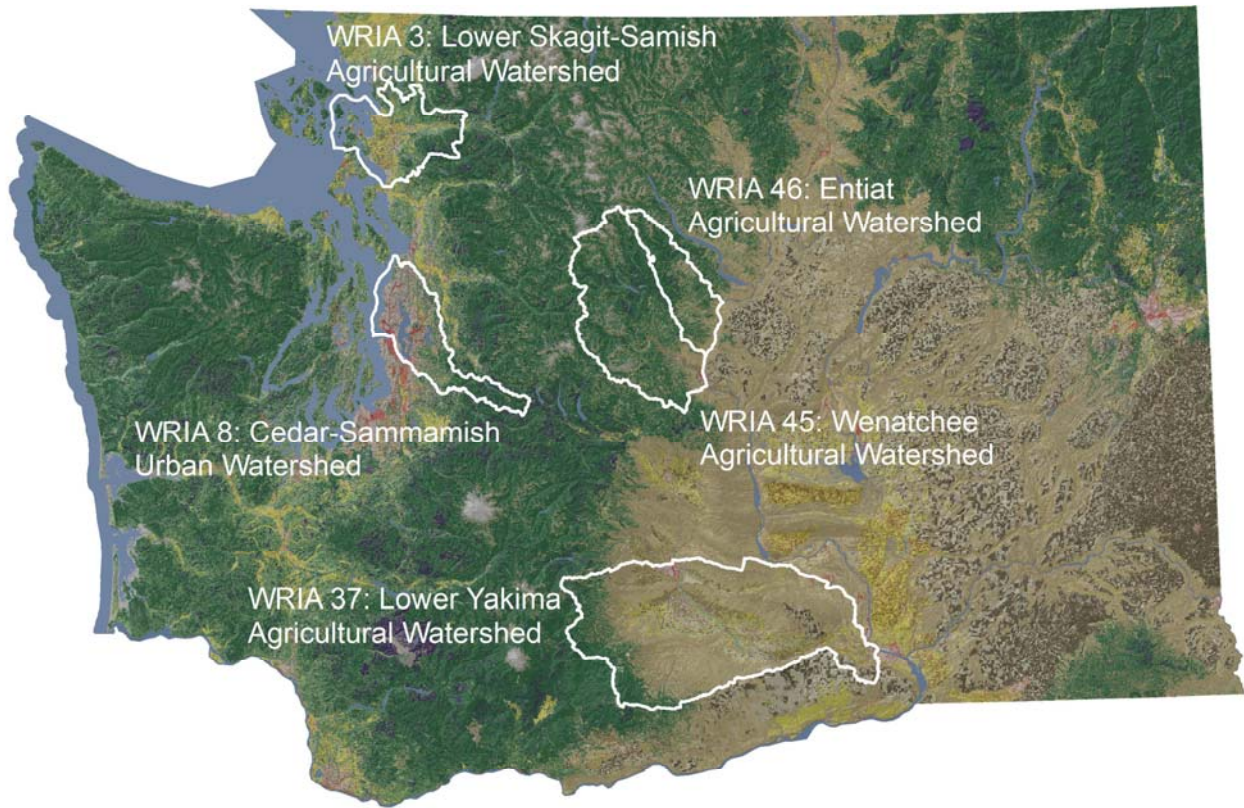 WRIA 3: Lower Skagit-Samish
Agricultural Watershed
WRIA 46: Entiat
Agricultural Watershed
WRIA 8: Cedar-Sammamish
Urban Watershed
WRIA 45: Wenatchee
Agricultural Watershed
WRIA 37: Lower Yakima
Agricultural Watershed